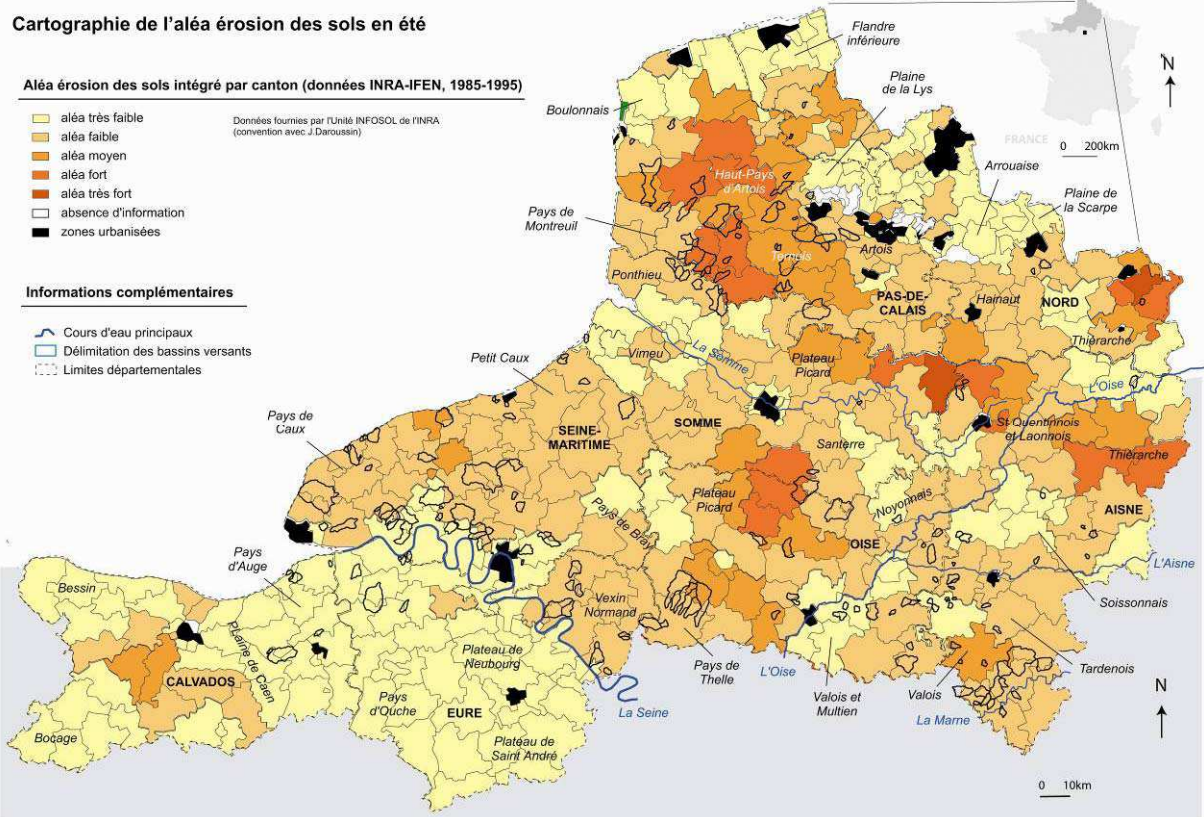 Cartographie de l'aléa érosion des sols en été
Aléa érosion des sols intégré par canton (données INRA-IFEN, 1985-1995)
aléa très faible
aléa faible
aléa moyen
aléa fort
aléa très fort
absence d'information
zones urbanisées
Données fournies par l'Unité INFOSOL de l'INRA
(convention avec J.Daroussin)
Informations complémentaires
Cours d'eau principaux
Délimitation des bassins versants
Limites départementales
FRANCE
0 200km
N
Flandre
inférieure
Plaine
de la Lys
Boulonnais
Arrouaise
Haut-Pays
d'Artois
Plaine de
la Scarpe
Pays de
Montreuil
Artois
Ternois
Ponthieu
PAS-DE-
CALAIS
Hainaut
NORD
Thiérarche
Vimeu
La Somme
Plateau
Picard
Petit Caux
L'Oise
Pays de
Caux
SEINE-
MARITIME
SOMME
Santerre
St-Quentinnois
et Laonnois
Thiérarche
Plateau
Picard
Noyonnais
Pays de Bray
AISNE
OISE
Pays
d'Auge
L'Aisne
Bessin
Vexin
Normand
Soissonnais
PLaine de Caen
Plateau de
Neubourg
Pays de
Thelle
L'Oise
Tardenois
CALVADOS
Valois et
Multien
Valois
La Marne
Pays
d'Ouche
EURE
La Seine
N
Bocage
Plateau de
Saint André
0 10km